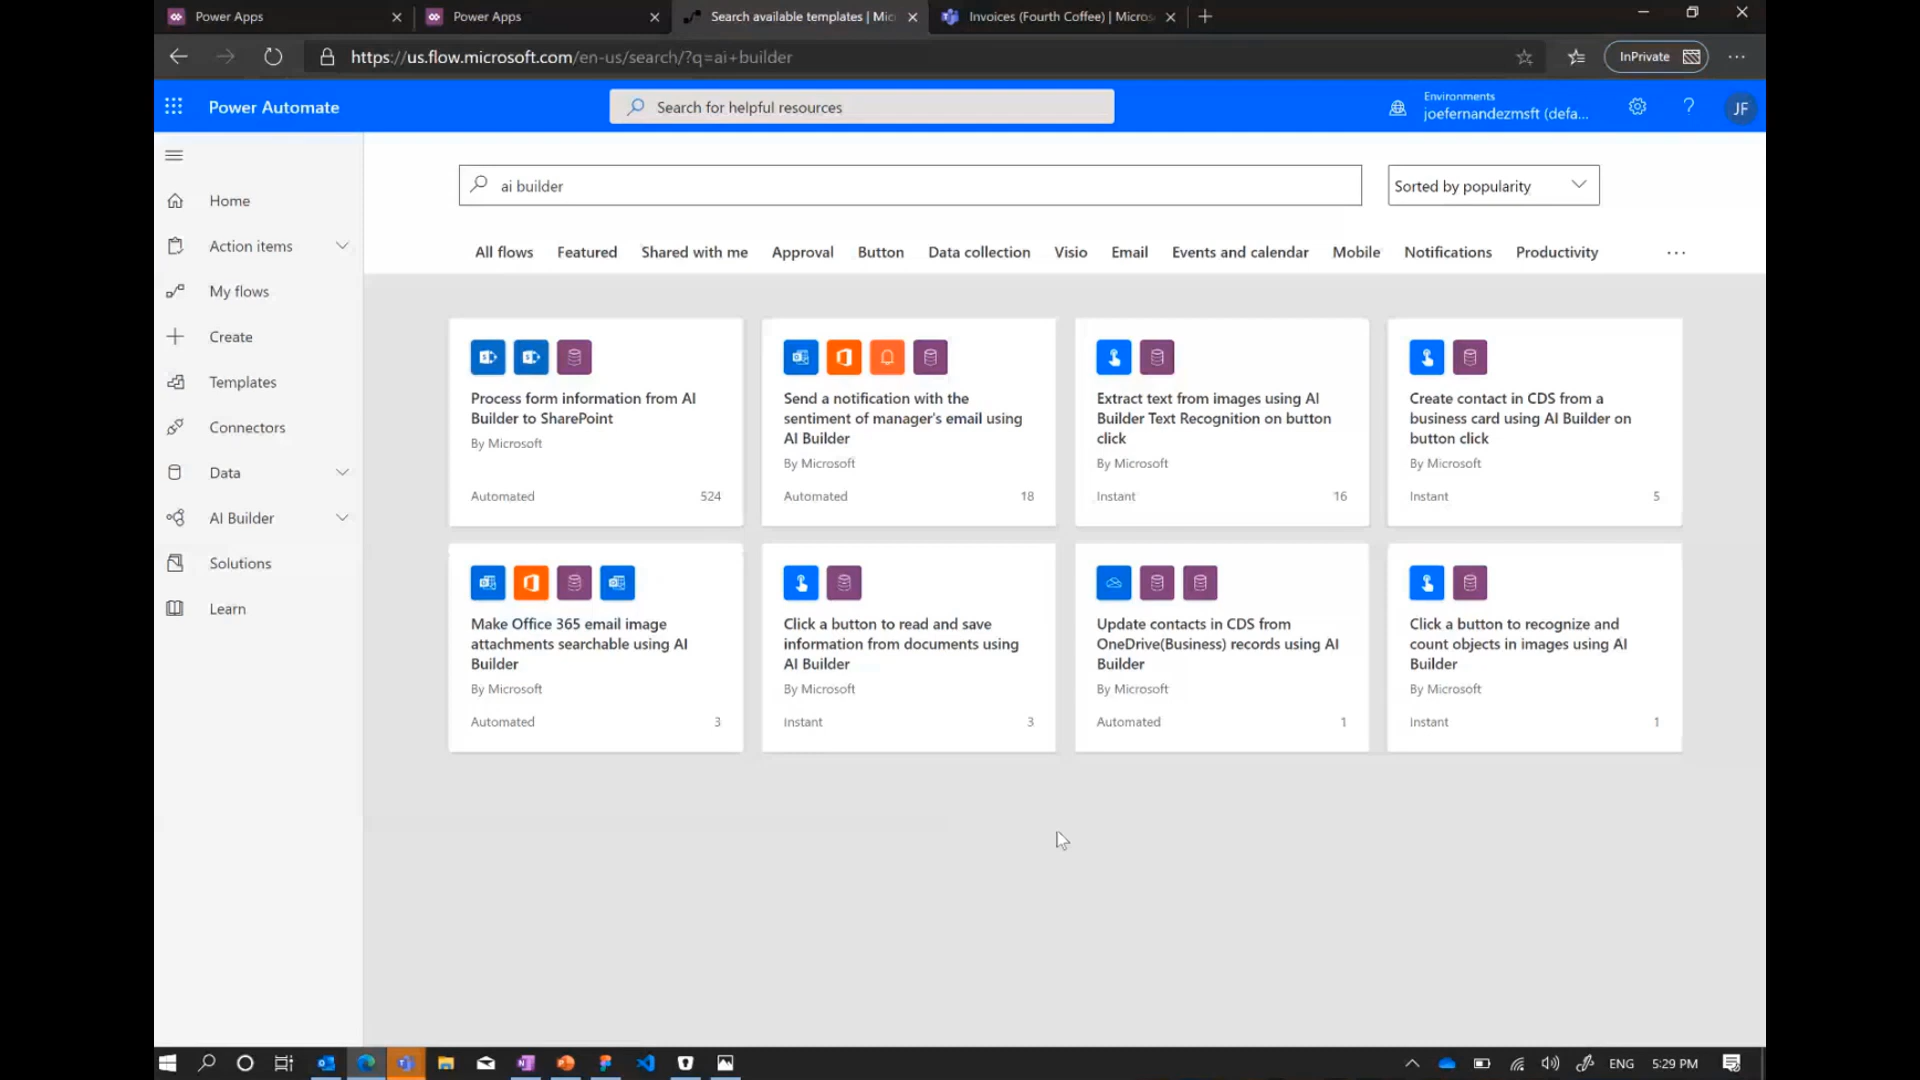 Power Apps
Power Apps
Search available templates | Mic
Invoices (Fourth Coffee) | Micros
https://us.flow.microsoft.com/en-us/search/?q=ai+builder
InPrivate
Power Automate
Search for helpful resources
Environments
joefernandezmsft (defa...
?
JF
Home
Action items
My flows
Create
Templates
Connectors
Data
AI Builder
Solutions
Learn
ai builder
Sorted by popularity
All flows
Featured
Shared with me
Approval
Button
Data collection
Visio
Email
Events and calendar
Mobile
Notifications
Productivity
Process form information from AI
Builder to SharePoint
By Microsoft
Automated
524
Send a notification with the
sentiment of manager's email using
AI Builder
By Microsoft
Automated
18
Extract text from images using AI
Builder Text Recognition on button
click
By Microsoft
Instant
16
Create contact in CDS from a
business card using AI Builder on
button click
By Microsoft
Instant
5
Make Office 365 email image
attachments searchable using AI
Builder
By Microsoft
Automated
3
Click a button to read and save
information from documents using
AI Builder
By Microsoft
Instant
3
Update contacts in CDS from
OneDrive(Business) records using AI
Builder
By Microsoft
Automated
1
Click a button to recognize and
count objects in images using AI
Builder
By Microsoft
Instant
1
ENG
5:29 PM